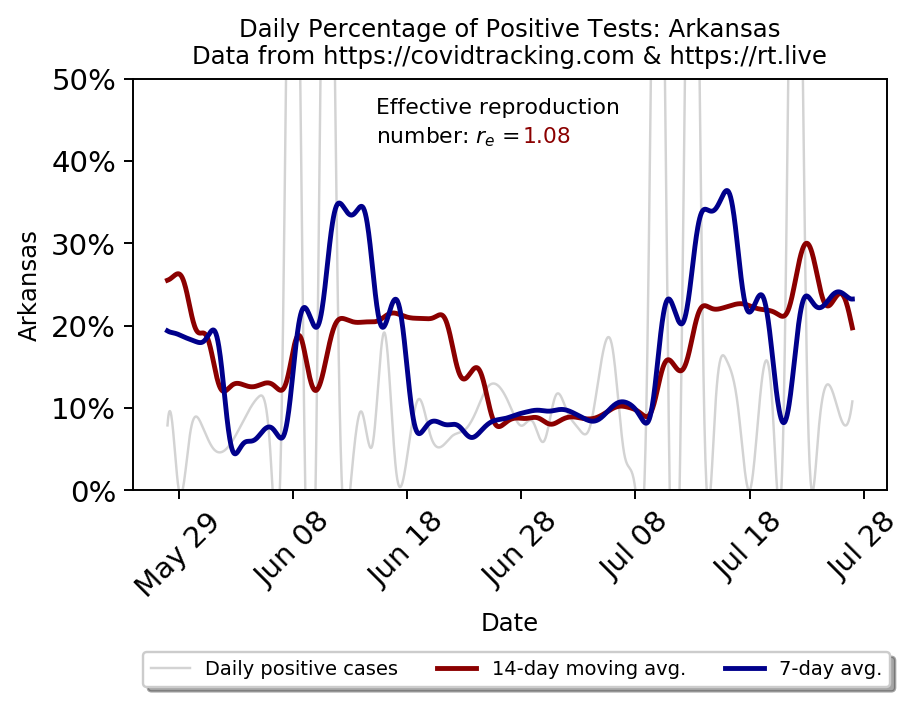 Daily Percentage of Positive Tests: Arkansas
Data from https://covidtracking.com & https://rt.live
50%
40%
30%
20%
10%
0%
Arkansas
Effective reproduction
number: rₑ =1.08
May 29
Jun 08
Jun 18
Jun 28
Jul 08
Jul 18
Jul 28
Date
Daily positive cases
14-day moving avg.
7-day avg.